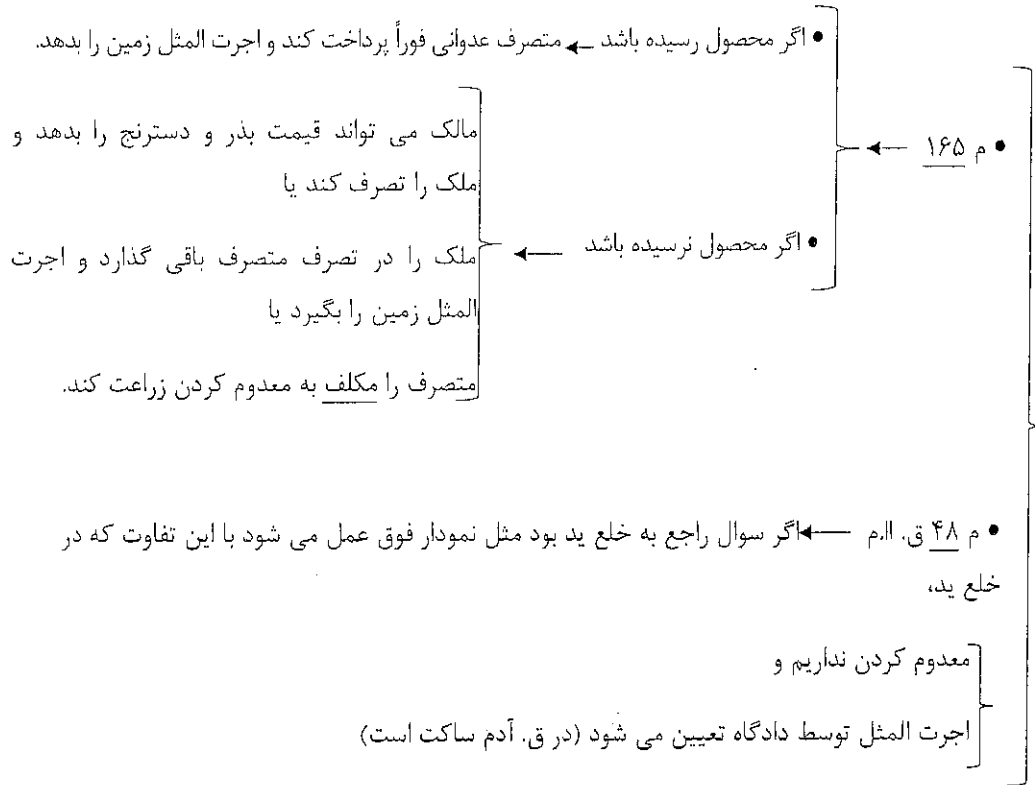 • اگر محصول رسیده باشد ← متصرف عدوانی فوراً پرداخت کند و اجرت المثل زمین را بدهد.
• م ۱۶۵ ←
• اگر محصول نرسیده باشد ←
مالک می تواند قیمت بذر و دسترنج را بدهد و
ملک را تصرف کند یا
ملک را در تصرف متصرف باقی گذارد و اجرت
المثل زمین را بگیرد یا
متصرف را مکلف به معدوم کردن زراعت کند.
• م ۴۸ ق. اا.م ← اگر سوال راجع به خلع ید بود مثل نمودار فوق عمل می شود با این تفاوت که در
خلع ید،
معدوم کردن نداریم و
اجرت المثل توسط دادگاه تعیین می شود (در ق. آدم ساکت است)